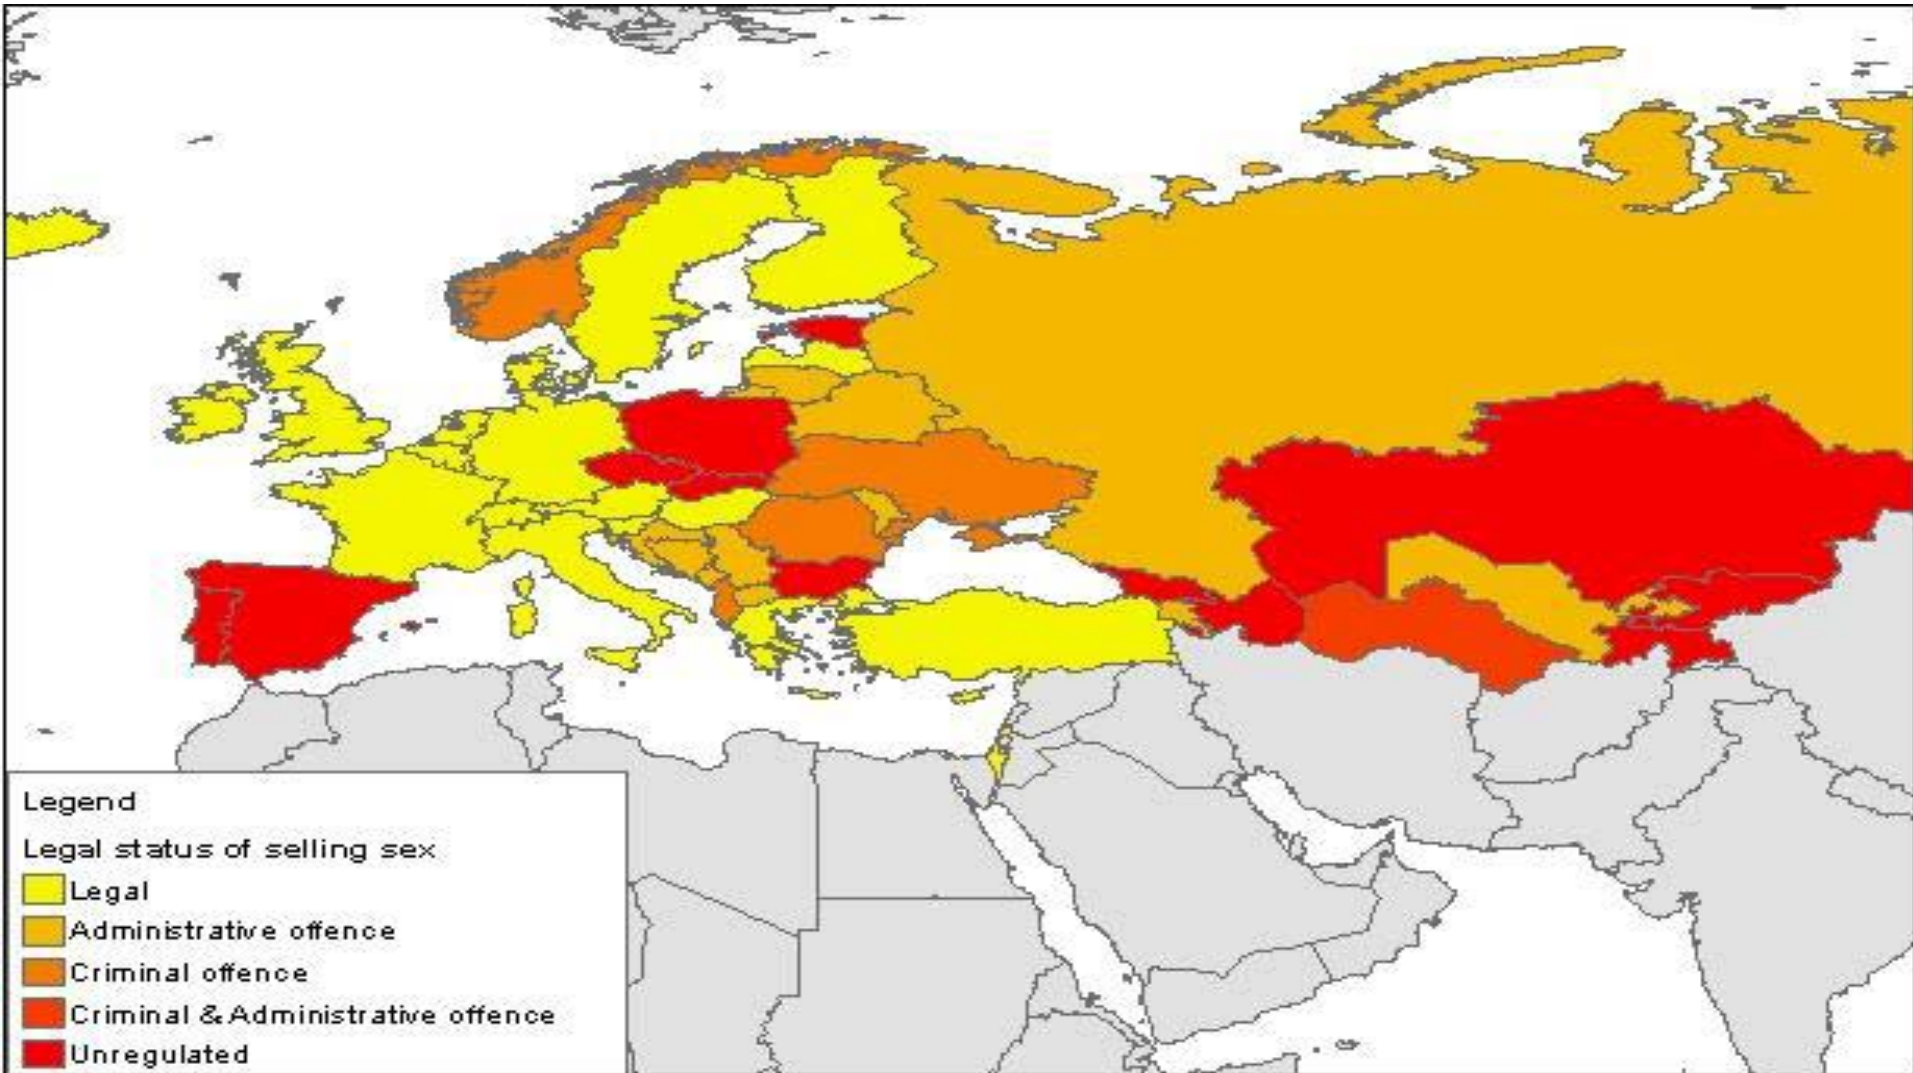 Legend
Legal status of selling sex
Legal
Administrative offence
Criminal offence
Criminal & Administrative offence
Unregulated